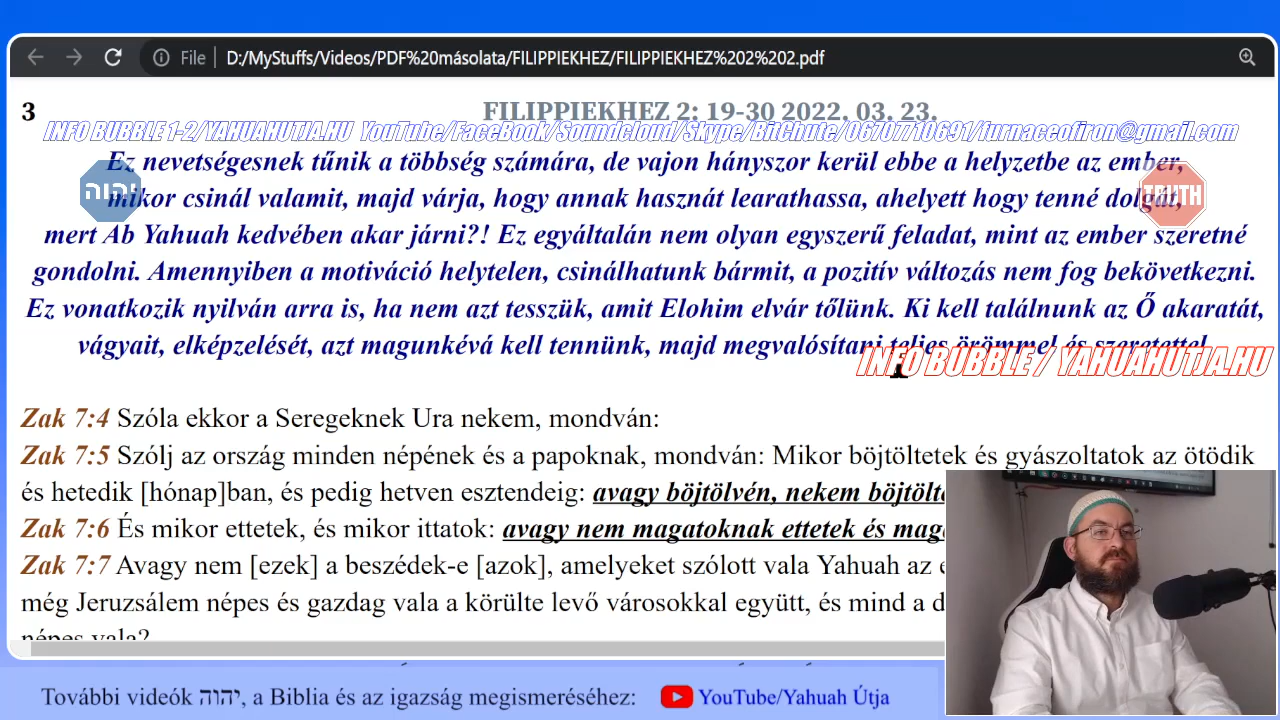 File D:/MyStuffs/Videos/PDF%20másolata/FILIPPIEKHEZ/FILIPPIEKHEZ%202%202.pdf
3 FILIPPIEKHEZ 2; 19-30 2022. 03. 23.
INFO BUBBLE 1-2/YAHUAHUTJA.HU YouTube/FaceBook/Soundcloud/Skype/BitChute/06707710691/furnaceofiron@gmail.com
Ez nevetségesnek tűnik a többség számára, de vajon hányszor kerül ebbe a helyzetbe az ember,
יהוה
TRUTH
mikor csinál valamit, majd várja, hogy annak hasznát learathassa, ahelyett hogy tenné dolgát,
mert Ab Yahuah kedvében akar járni?! Ez egyáltalán nem olyan egyszerű feladat, mint az ember szeretné
gondolni. Amennyiben a motiváció helytelen, csinálhatunk bármit, a pozitív változás nem fog bekövetkezni.
Ez vonatkozik nyilván arra is, ha nem azt tesszük, amit Elohim elvár tőlünk. Ki kell találnunk az Ő akaratát,
vágyait, elképzelését, azt magunkévá kell tennünk, majd megvalósítani teljes örömmel és szeretettel
INFO BUBBLE / YAHUAHUTJA.HU
Zak 7:4 Szóla ekkor a Seregeknek Ura nekem, mondván:
Zak 7:5 Szólj az ország minden népének és a papoknak, mondván: Mikor böjtöltetek és gyászoltatok az ötödik
és hetedik [hónap]ban, és pedig hetven esztendeig: avagy böjtölvén, nekem
Zak 7:6 És mikor ettetek, és mikor ittatok: avagy nem magatoknak ettetek és
Zak 7:7 Avagy nem [ezek] a beszédek-e [azok], amelyeket szólott vala Yahuah az
még Jeruzsálem népes és gazdag vala a körülte levő városokkal együtt, és mind a
népes vala?
További videók יהוה, a Biblia és az igazság megismeréséhez: YouTube/Yahuah Útja